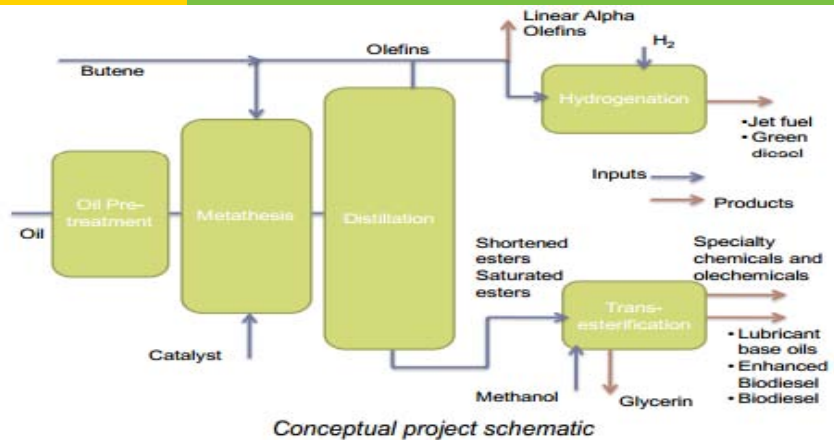 Linear Alpha
Olefins
H2
Olefins
Butene
Hydrogenation
•Jet fuel
•Green
diesel
Inputs
Products
Oil Pre-
treatment
Metathesis
Distillation
Oil
Shortened
esters
Saturated
esters
Specialty
chemicals and
olechemicals
Trans-
esterification
•Lubricant
base oils
•Enhanced
Biodiesel
•Biodiesel
Catalyst
Methanol
Glycerin
Conceptual project schematic